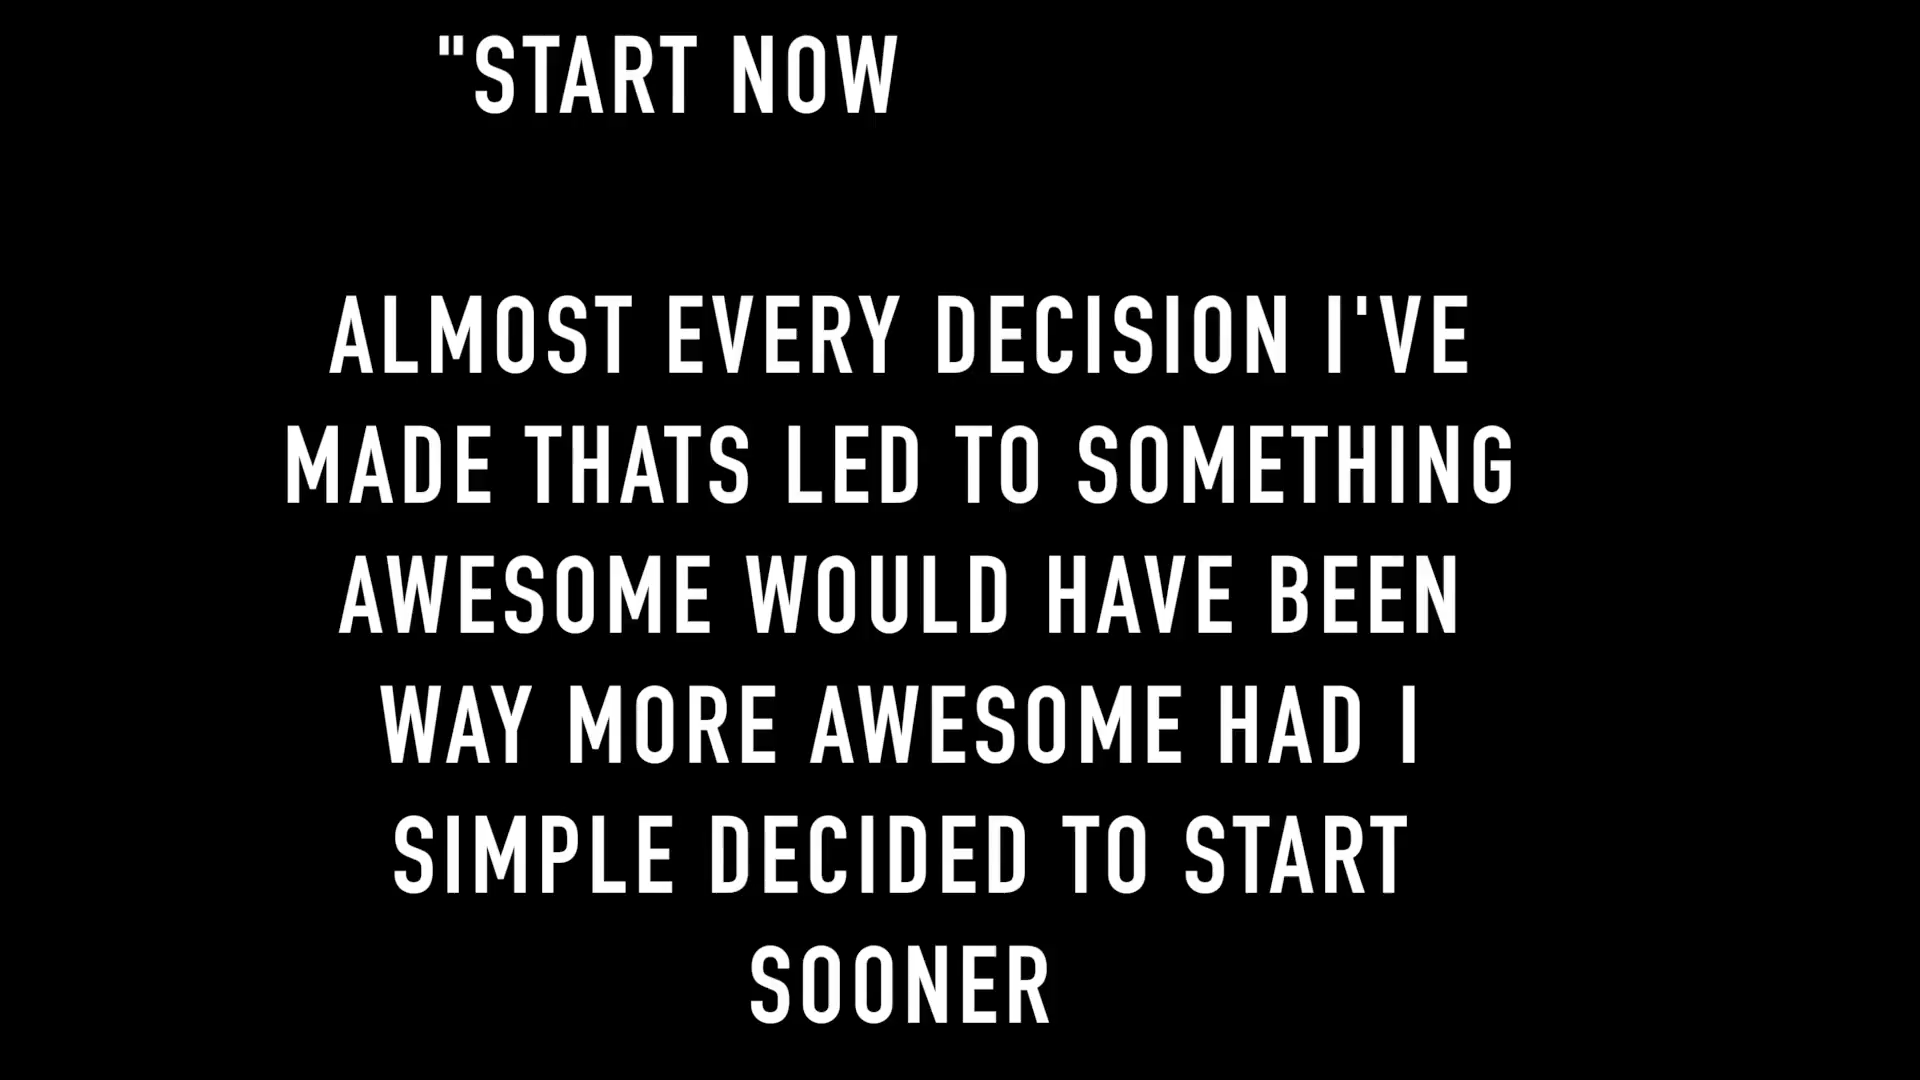 "START NOW
ALMOST EVERY DECISION I'VE
MADE THATS LED TO SOMETHING
AWESOME WOULD HAVE BEEN
WAY MORE AWESOME HAD I
SIMPLE DECIDED TO START
SOONER